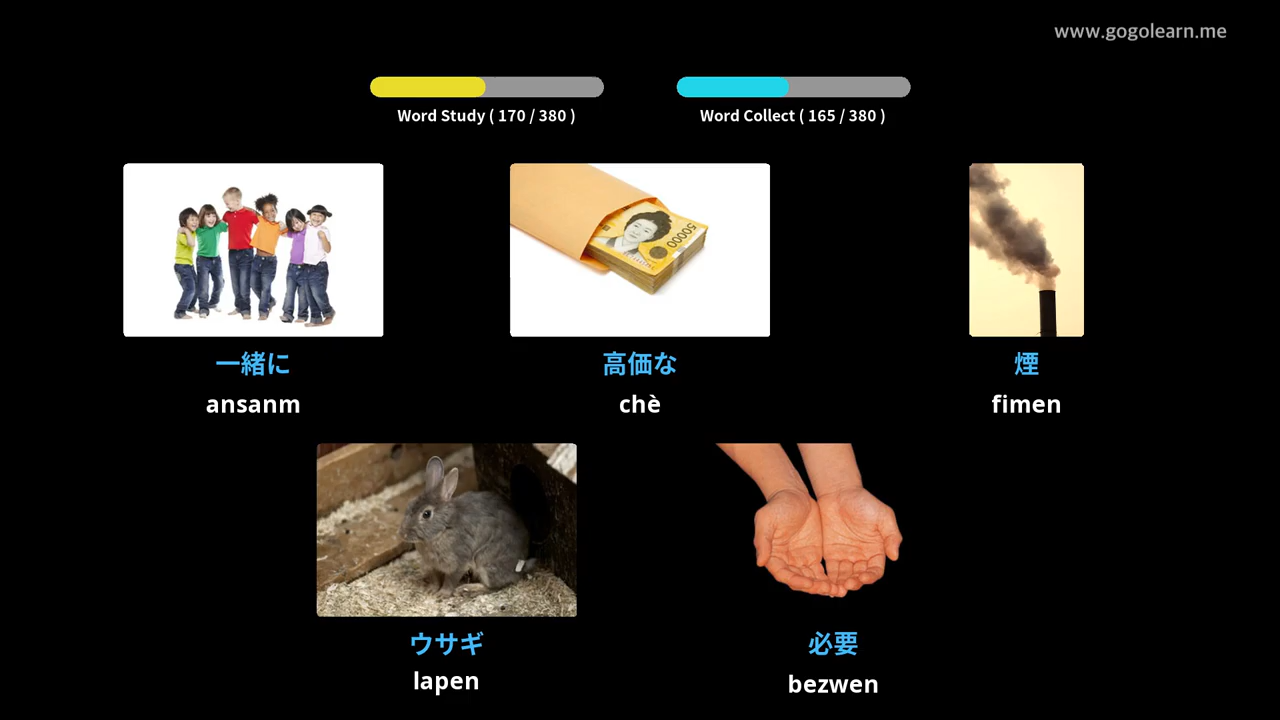 www.gogolearn.me
Word Study ( 170 / 380 )
Word Collect ( 165 / 380 )
50000
一緒に
ansanm
高価な
chè
煙
fimen
ウサギ
lapen
必要
bezwen